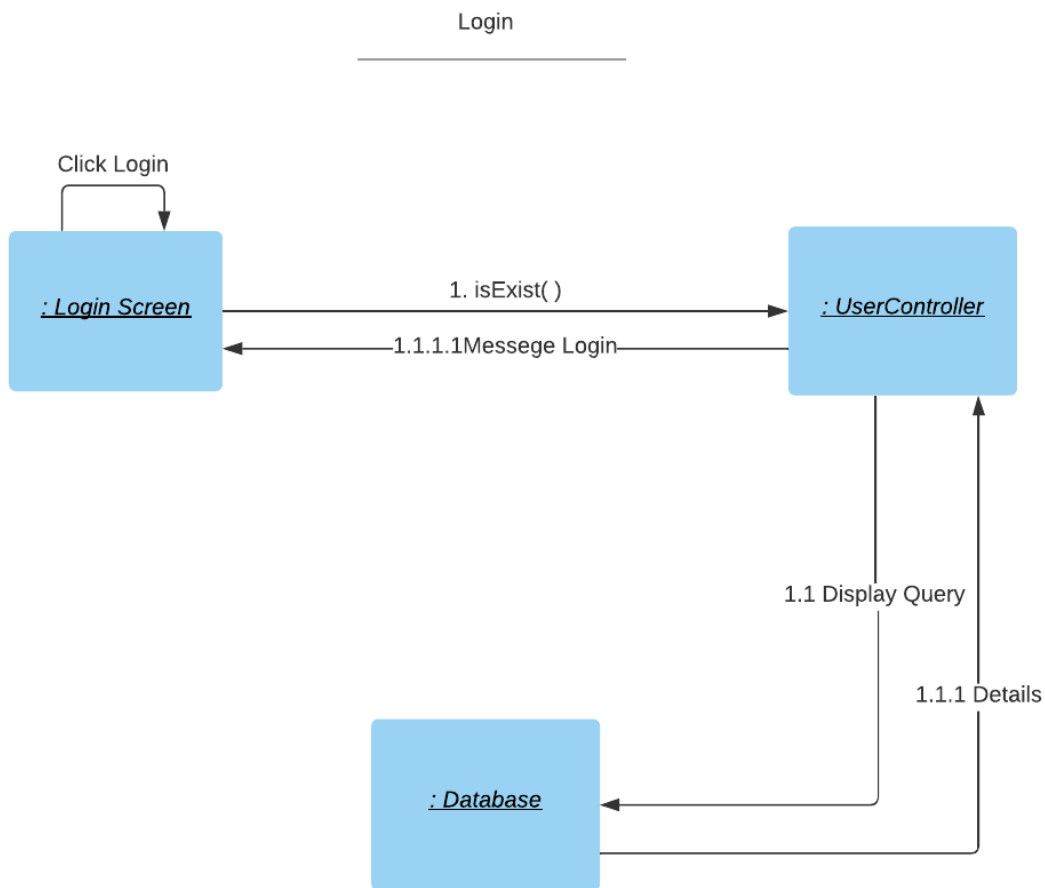 Login
Click Login
: Login Screen
1. isExist( )
: UserController
1.1.1.1Messege Login
1.1 Display Query
1.1.1 Details
: Database